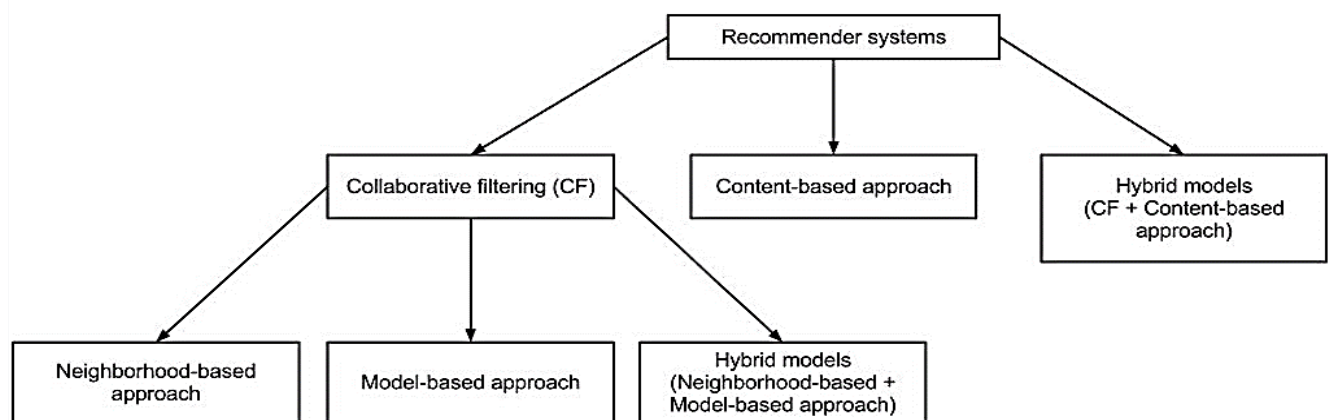 Recommender systems
Collaborative filtering (CF)
Content-based approach
Hybrid models
(CF + Content-based
approach)
Neighborhood-based
approach
Model-based approach
Hybrid models
(Neighborhood-based +
Model-based approach)